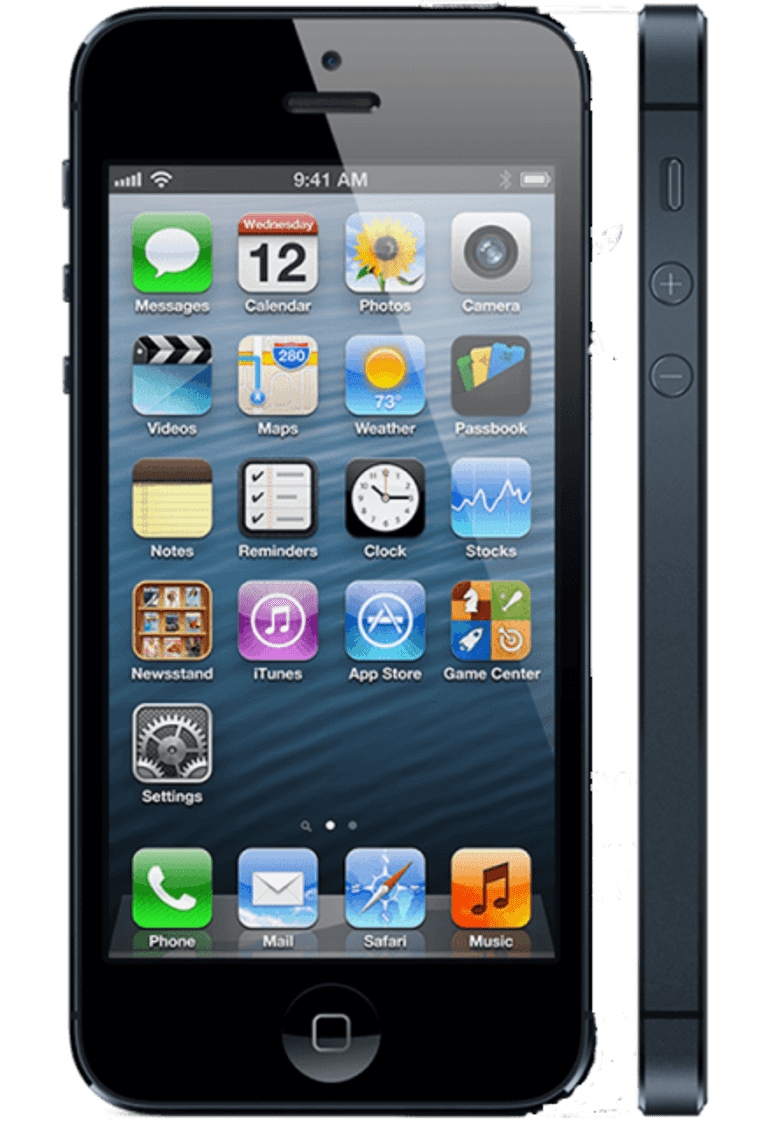 9:41 AM
Wednesday
12
Messages Calendar Photos Camera
280
73°
Videos Maps Weather Passbook
Notes Reminders Clock Stocks
Newsstand iTunes App Store Game Center
Settings
Phone Mail Safari Music